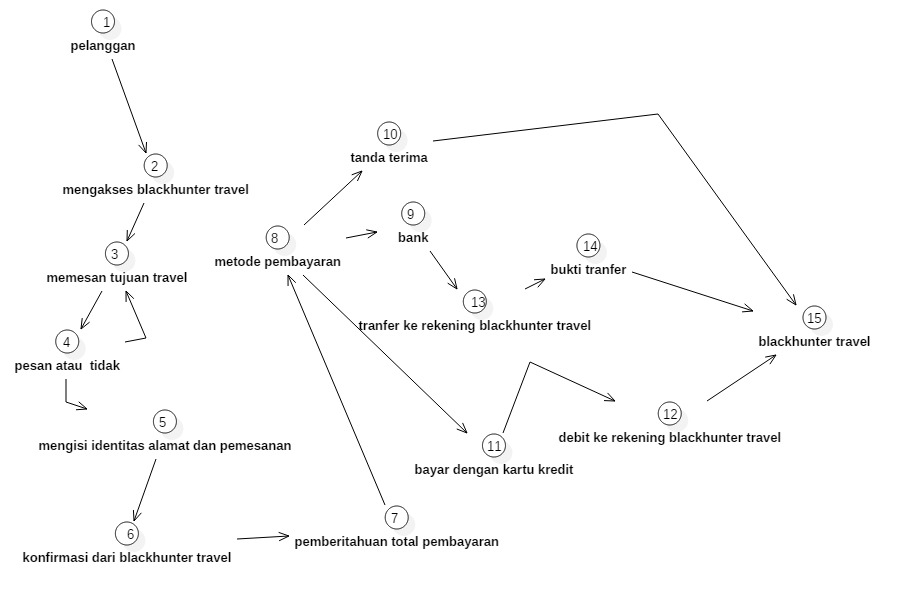 1
pelanggan
2
mengakses blackhunter travel
3
memesan tujuan travel
4
pesan atau  tidak
5
mengisi identitas alamat dan pemesanan
6
konfirmasi dari blackhunter travel
7
pemberitahuan total pembayaran
8
metode pembayaran
9
bank
10
tanda terima
11
bayar dengan kartu kredit
12
debit ke rekening blackhunter travel
13
tranfer ke rekening blackhunter travel
14
bukti tranfer
15
blackhunter travel